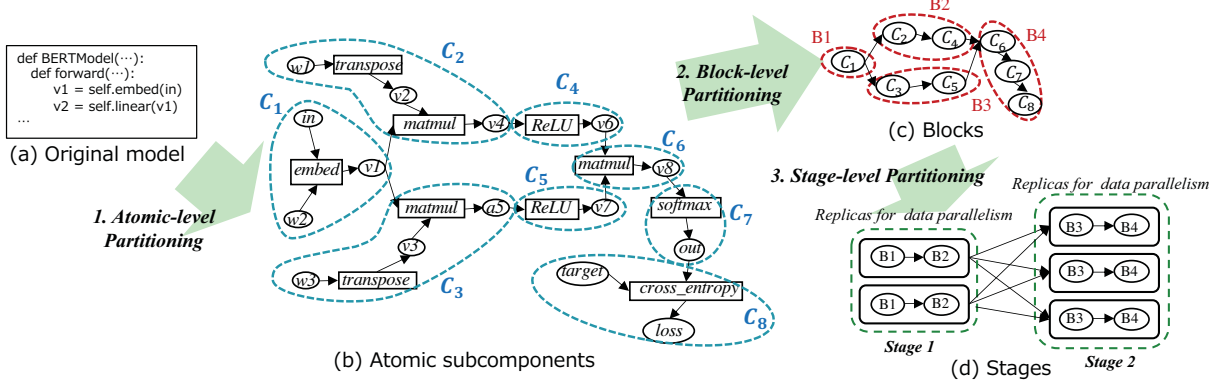 def BERTModel(⋯):
def forward(⋯):
v1 = self.embed(in)
v2 = self.linear(v1)
...
(a) Original model
1. Atomic-level
Partitioning
C1
in
embed
v1
w2
C2
w1
transpose
v2
matmul
v4
C3
matmul
a5
v3
w3
transpose
C4
ReLU
v6
C5
ReLU
v7
C6
matmul
v8
C7
softmax
out
C8
target
cross_entropy
loss
(b) Atomic subcomponents
2. Block-level
Partitioning
B1
C1
B2
C2
C4
B3
C3
C5
B4
C6
C7
C8
(c) Blocks
3. Stage-level Partitioning
Replicas for data parallelism
B1
B2
B1
B2
Stage 1
Replicas for data parallelism
B3
B4
B3
B4
B3
B4
Stage 2
(d) Stages